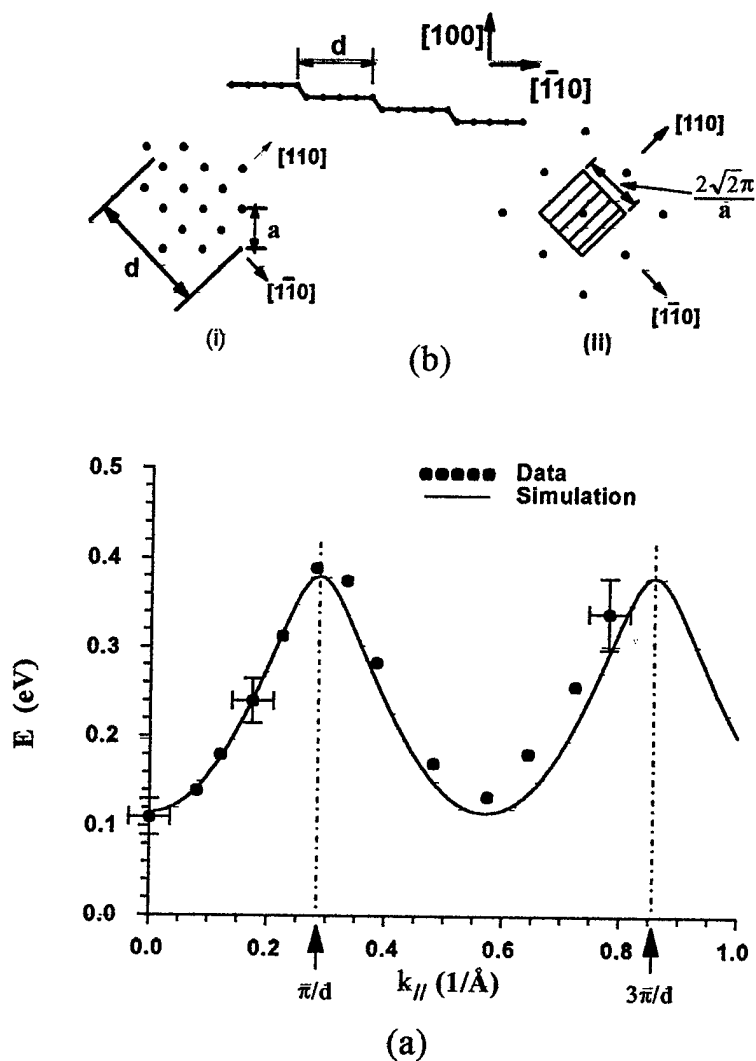 d
[100]
[1̄10]
[110]
a
d
[11̄0]
(i)
[110]
2√2π
a
[11̄0]
(ii)
(b)
0.5
0.4
0.3
0.2
0.1
0.0
E (eV)
Data
Simulation
0.0 0.2 0.4 0.6 0.8 1.0
π/d k// (1/Å) 3π/d
(a)